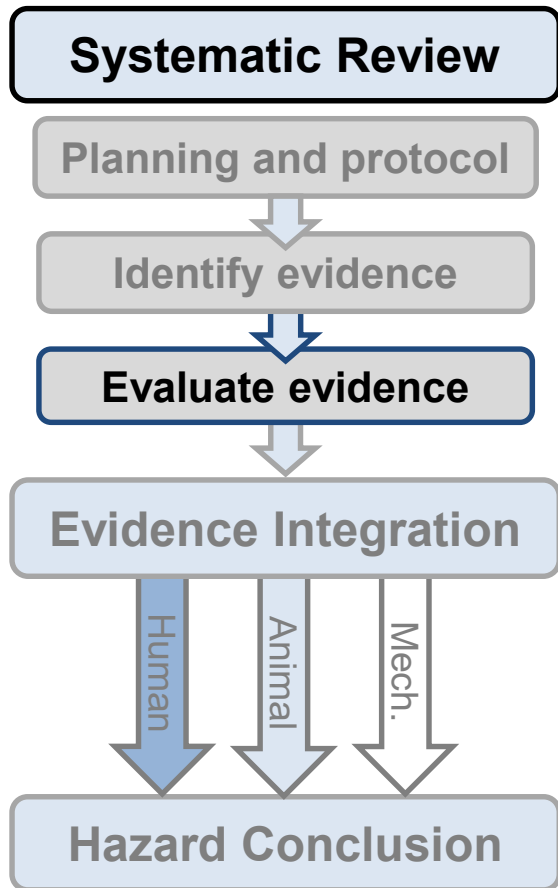 Systematic Review
Planning and protocol
Identify evidence
Evaluate evidence
Evidence Integration
Human
Animal
Mech.
Hazard Conclusion